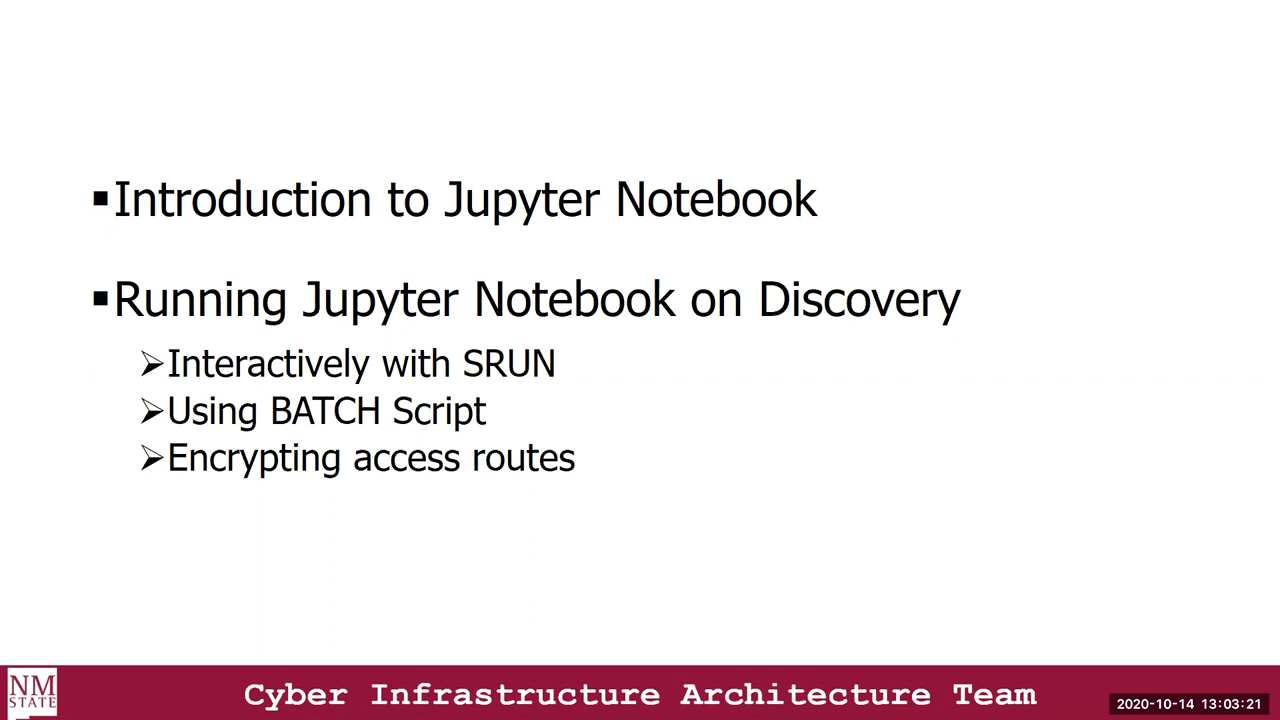 ▪Introduction to Jupyter Notebook
▪Running Jupyter Notebook on Discovery
➢Interactively with SRUN
➢Using BATCH Script
➢Encrypting access routes
NM
STATE
Cyber Infrastructure Architecture Team
2020-10-14 13:03:21